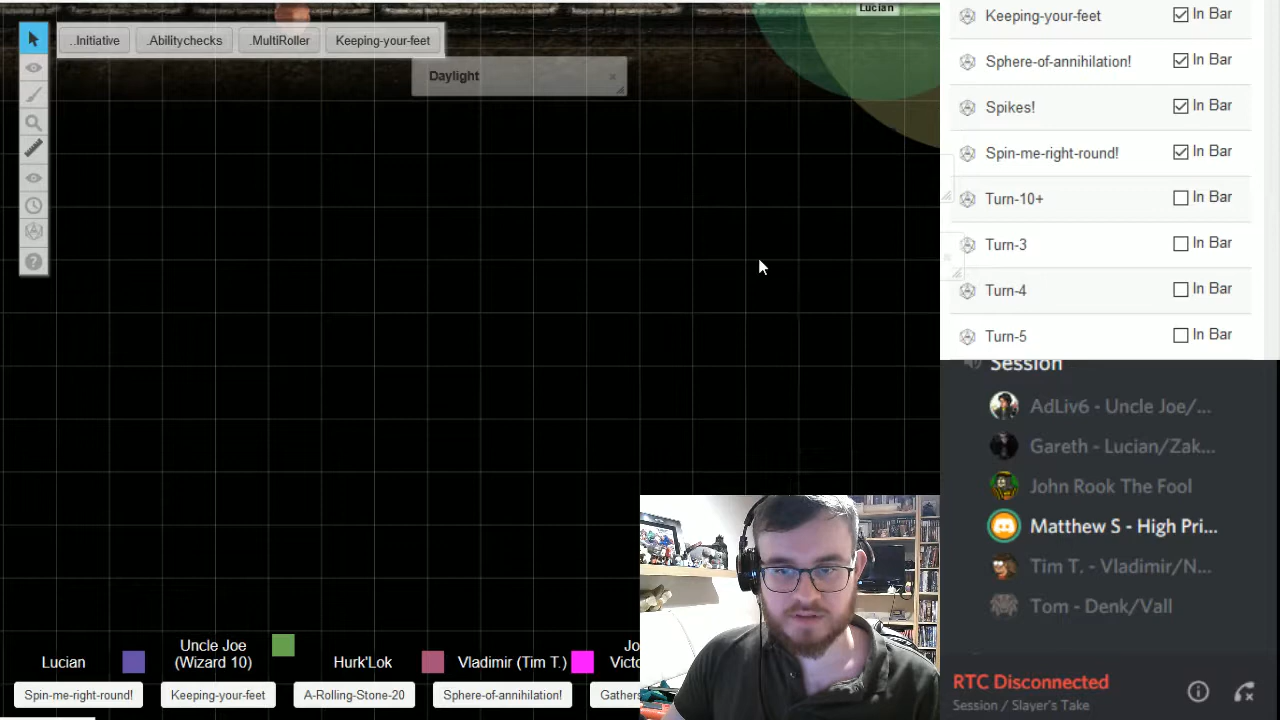 Lucian
..Initiative
.Abilitychecks
.MultiRoller
Keeping-your-feet
Daylight
Keeping-your-feet
In Bar
Sphere-of-annihilation!
In Bar
Spikes!
In Bar
Spin-me-right-round!
In Bar
Turn-10+
In Bar
Turn-3
In Bar
Turn-4
In Bar
Turn-5
In Bar
Session
AdLiv6 - Uncle Joe/...
Gareth - Lucian/Zak...
John Rook The Fool
Matthew S - High Pri...
Tim T. - Vladimir/N...
Tom - Denk/Vall
RTC Disconnected
Session / Slayer's Take
Lucian
Uncle Joe
(Wizard 10)
Hurk'Lok
Vladimir (Tim T.)
Jo
Victo
Spin-me-right-round!
Keeping-your-feet
A-Rolling-Stone-20
Sphere-of-annihilation!
Gathers